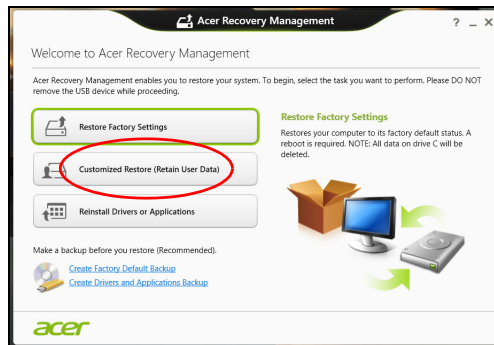 Acer Recovery Management
Welcome to Acer Recovery Management
Acer Recovery Management enables you to restore your system. To begin, select the task you want to perform. Please DO NOT
remove the USB device while proceeding.
Restore Factory Settings
Customized Restore (Retain User Data)
Reinstall Drivers or Applications
Restore Factory Settings
Restores your computer to its factory default status. A
reboot is required. NOTE: All data on drive C will be
deleted.
Make a backup before you restore (Recommended).
Create Factory Default Backup
Create Drivers and Applications Backup
acer